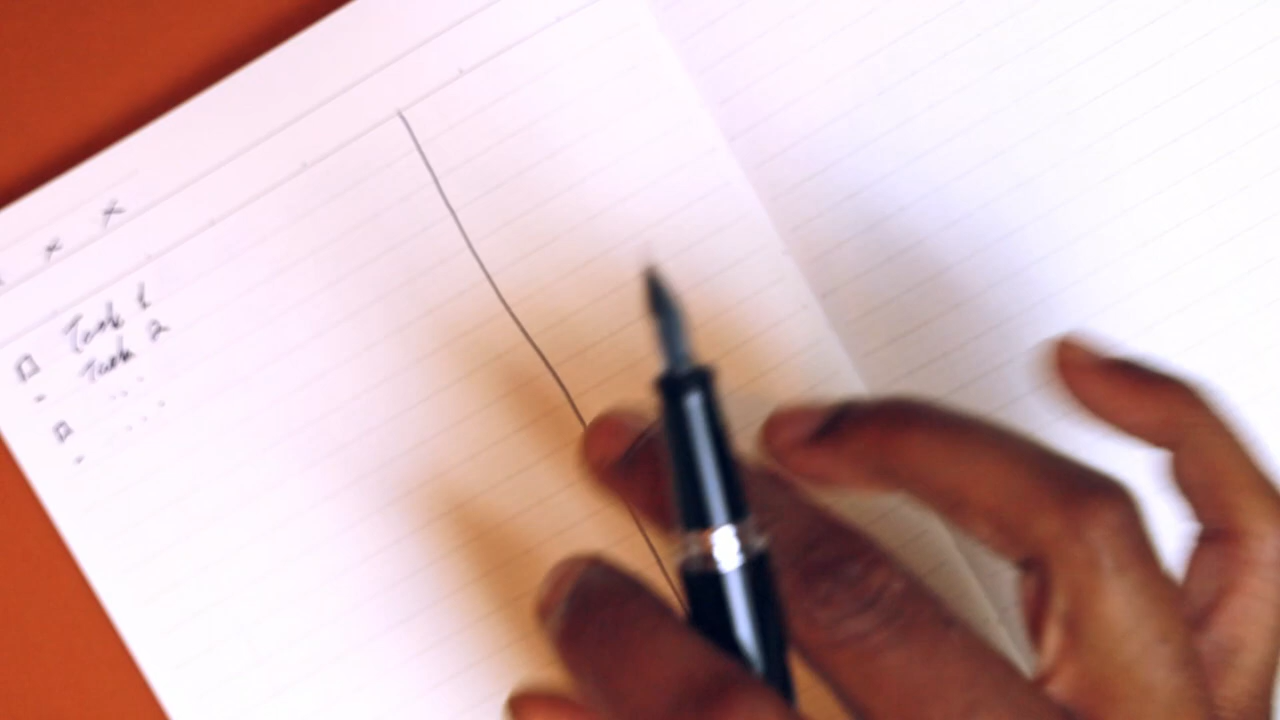 x x
Task 1
Task 2
....
....